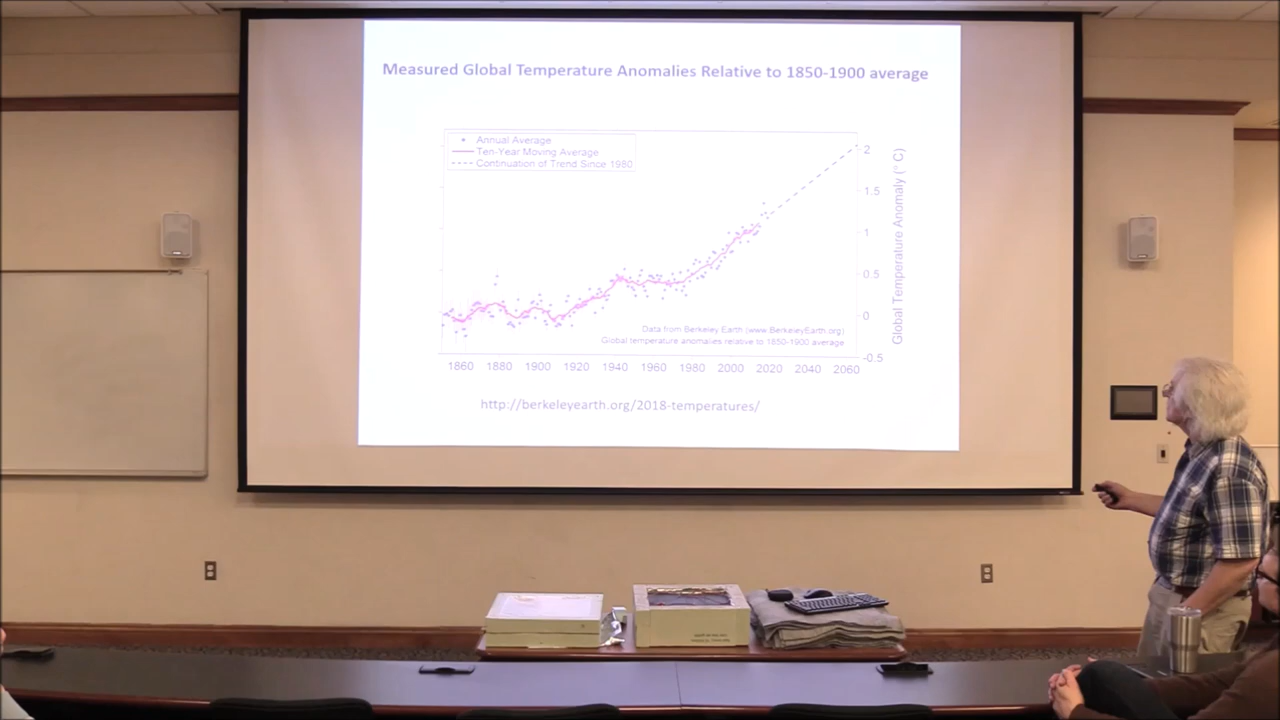 Measured Global Temperature Anomalies Relative to 1850-1900 average
Annual Average
Ten-Year Moving Average
Continuation of Trend Since 1980
2
1.5
1
0.5
0
-0.5
Global Temperature Anomaly (° C)
Data from Berkeley Earth (www.BerkeleyEarth.org)
Global temperature anomalies relative to 1850-1900 average
1860 1880 1900 1920 1940 1960 1980 2000 2020 2040 2060
http://berkeleyearth.org/2018-temperatures/